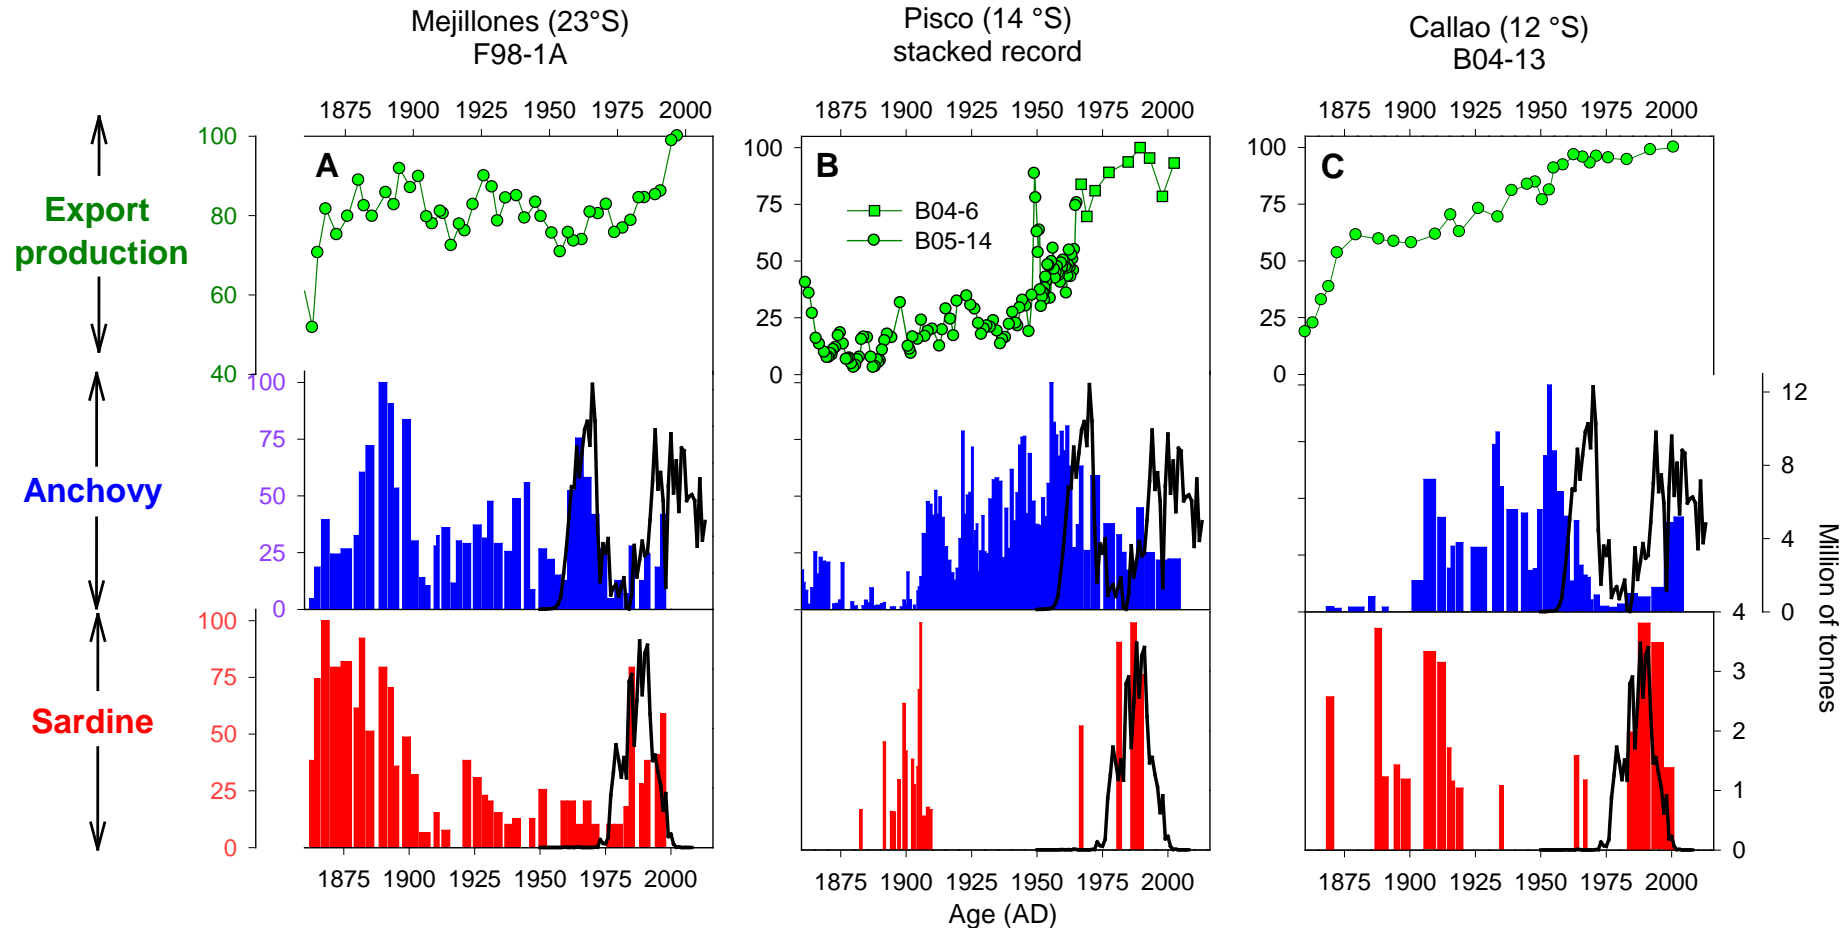 Mejillones (23°S)
F98-1A
Pisco (14 °S)
stacked record
Callao (12 °S)
B04-13
1875 1900 1925 1950 1975 2000
1875 1900 1925 1950 1975 2000
1875 1900 1925 1950 1975 2000
Export
production
100
80
60
40
A
100
75
50
25
0
B
B04-6
B05-14
100
75
50
25
0
C
Anchovy
100
75
50
25
0
12
8
4
0
Sardine
100
75
50
25
0
4
3
2
1
0
Million of tonnes
1875 1900 1925 1950 1975 2000
1875 1900 1925 1950 1975 2000
1875 1900 1925 1950 1975 2000
Age (AD)